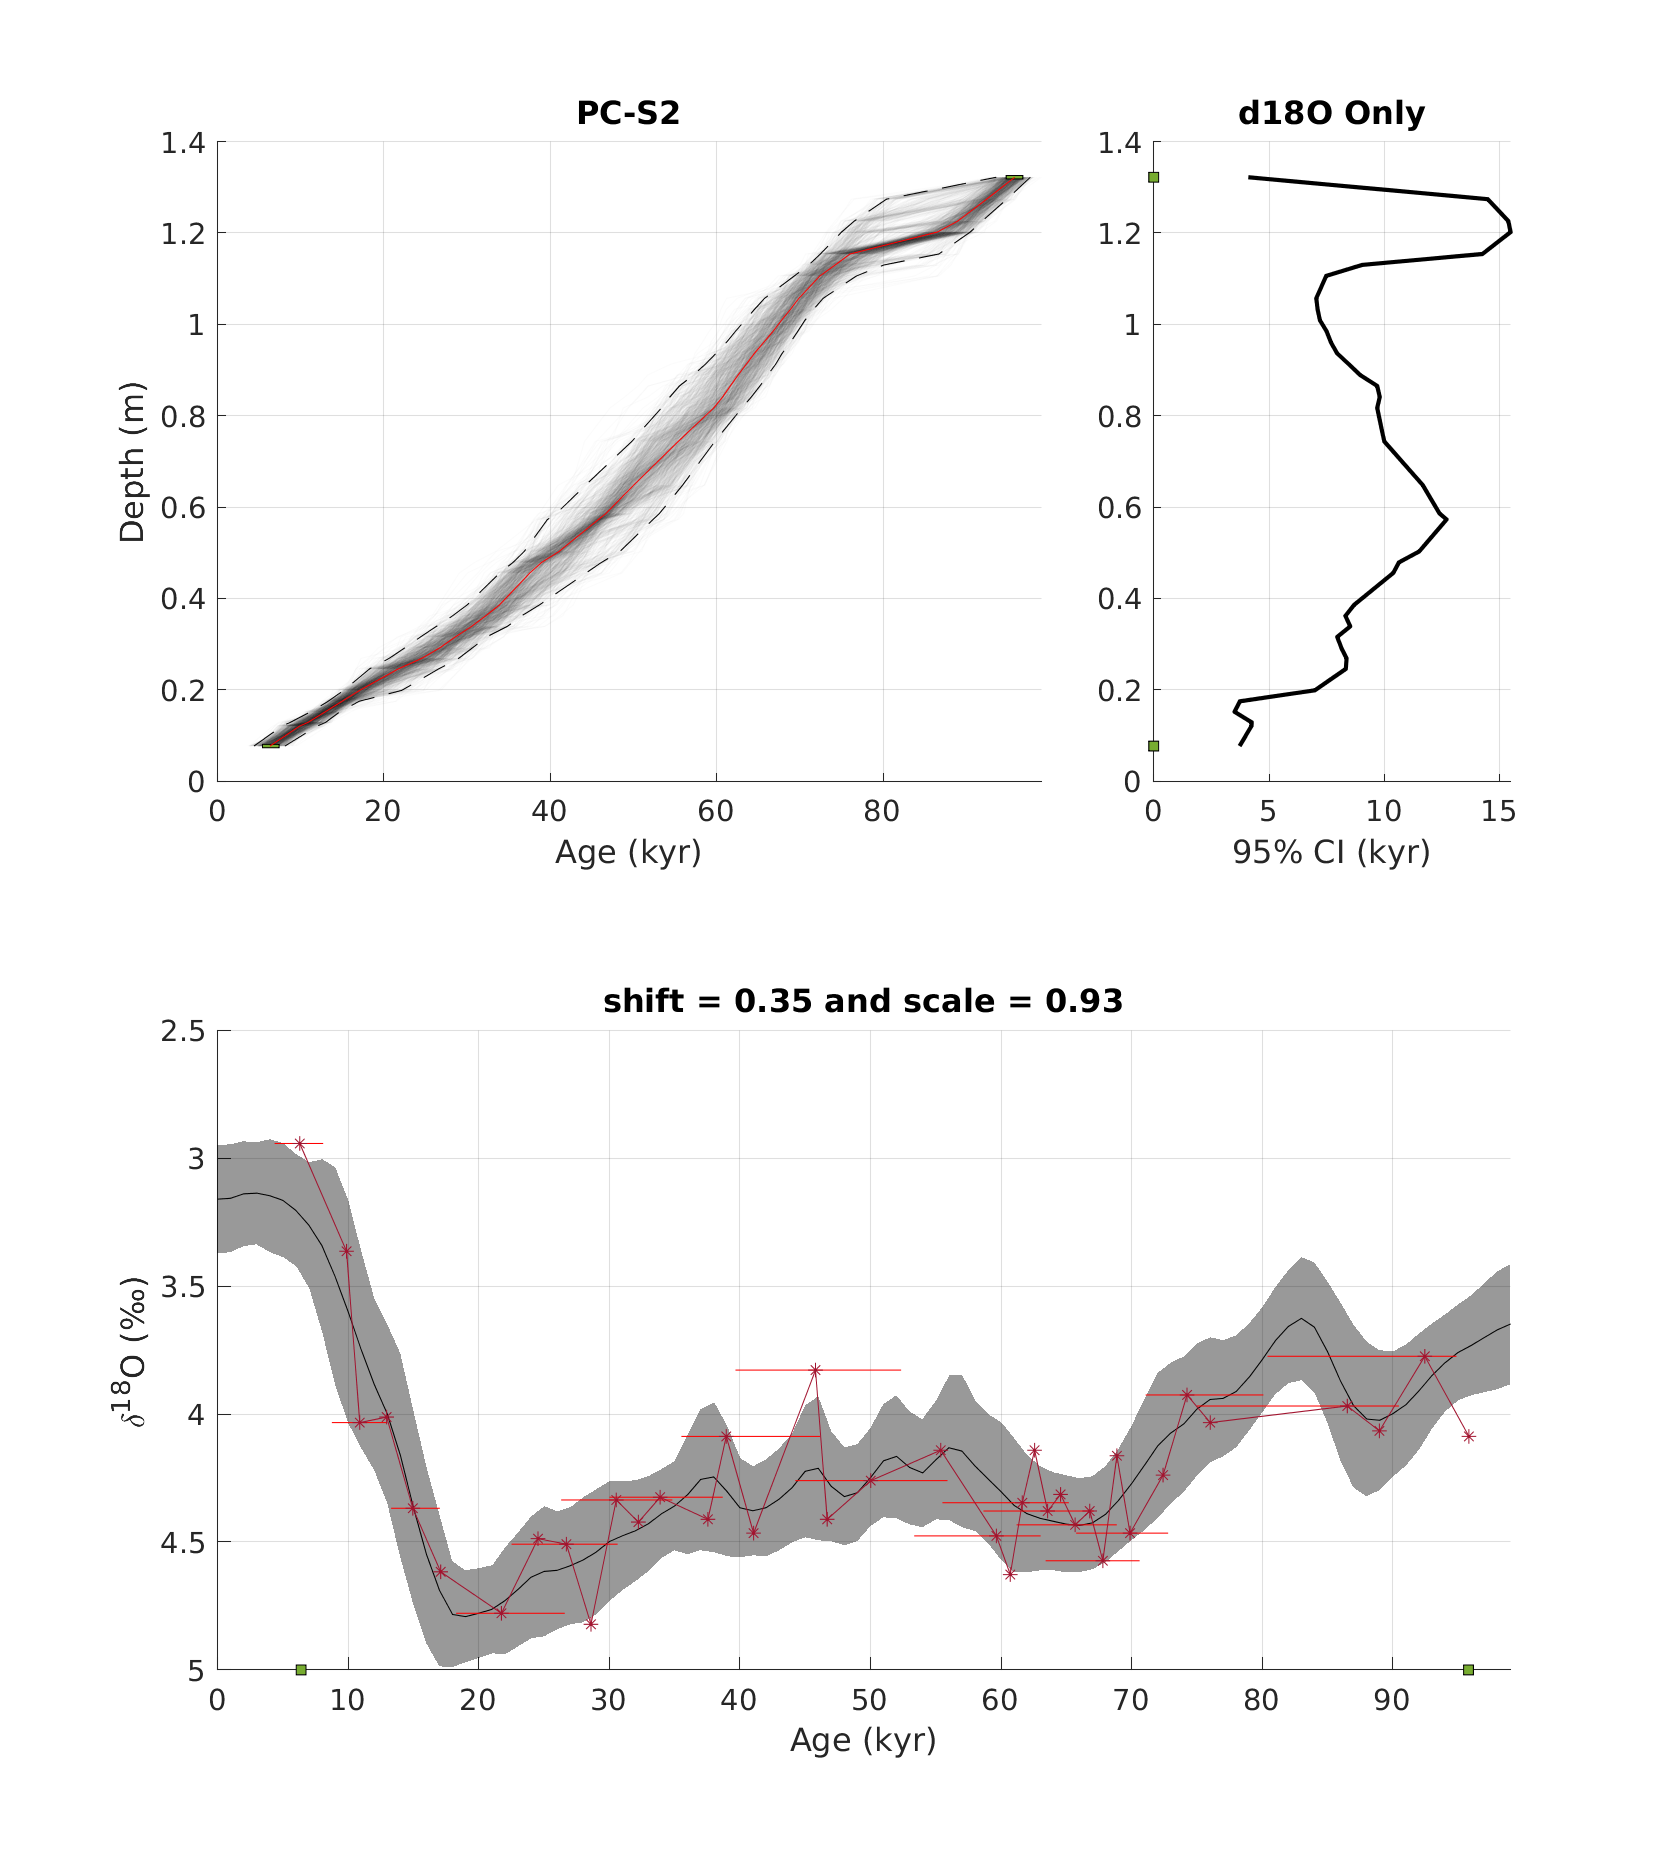 PC-S2
1.4
1.2
1
0.8
0.6
0.4
0.2
0
Depth (m)
0 20 40 60 80
Age (kyr)
d18O Only
1.4
1.2
1
0.8
0.6
0.4
0.2
0
0 5 10 15
95% CI (kyr)
shift = 0.35 and scale = 0.93
2.5
3
3.5
4
4.5
5
δ¹⁸O (‰)
0 10 20 30 40 50 60 70 80 90
Age (kyr)